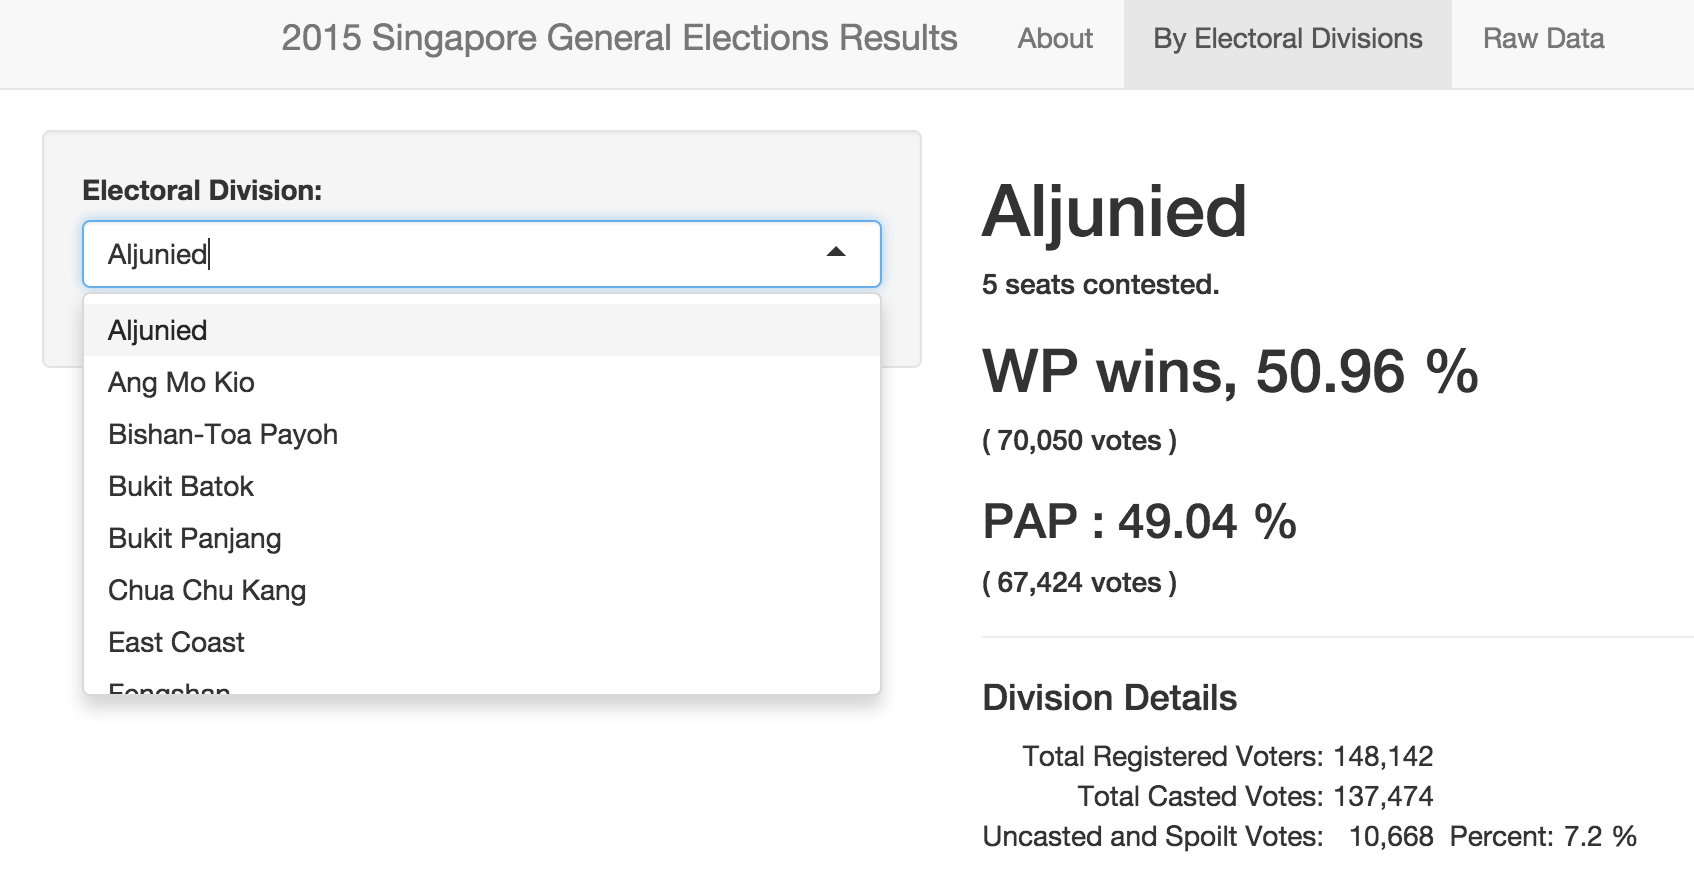 2015 Singapore General Elections Results About By Electoral Divisions Raw Data
Electoral Division:
Aljunied
Aljunied
Ang Mo Kio
Bishan-Toa Payoh
Bukit Batok
Bukit Panjang
Chua Chu Kang
East Coast
Fengshan
Aljunied
5 seats contested.
WP wins, 50.96 %
( 70,050 votes )
PAP : 49.04 %
( 67,424 votes )
Division Details
Total Registered Voters: 148,142
Total Casted Votes: 137,474
Uncasted and Spoilt Votes: 10,668 Percent: 7.2 %